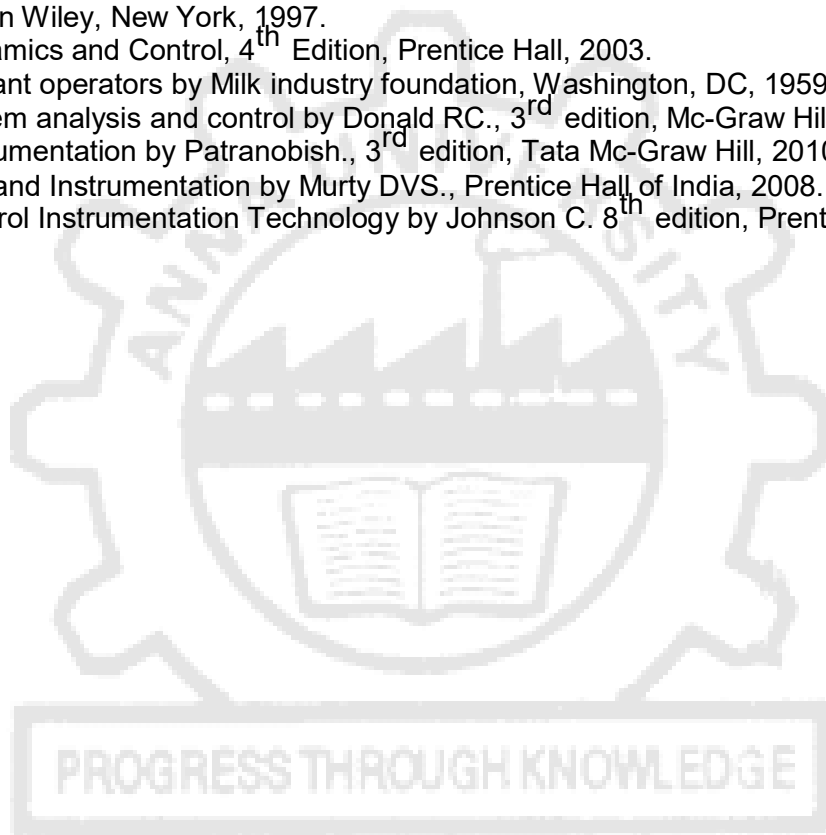 n Wiley, New York, 1997.
amics and Control, 4th Edition, Prentice Hall, 2003.
ant operators by Milk industry foundation, Washington, DC, 1959
em analysis and control by Donald RC., 3rd edition, Mc-Graw Hil
umentation by Patranobish., 3rd edition, Tata Mc-Graw Hill, 2010
and Instrumentation by Murty DVS., Prentice Hall of India, 2008.
rol Instrumentation Technology by Johnson C. 8th edition, Prent
ANNA UNIVERSITY
PROGRESS THROUGH KNOWLEDGE